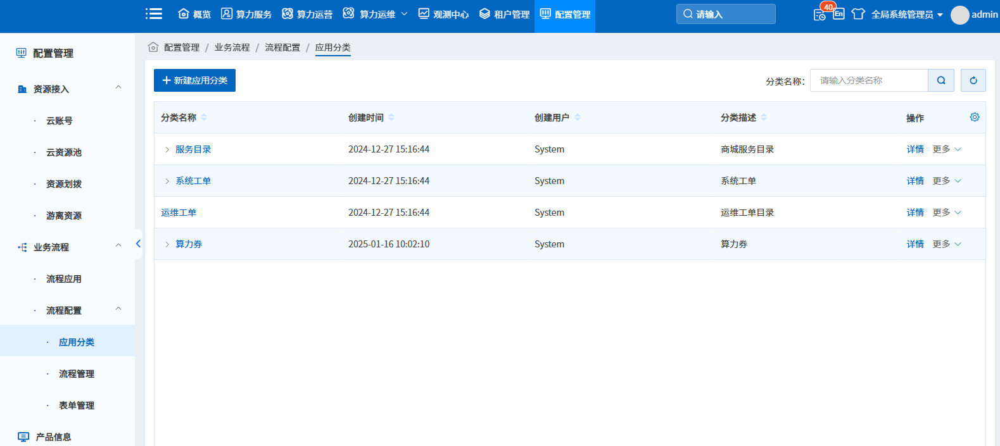 概览 算力服务 算力运营 算力运维 观测中心 租户管理 配置管理 请输入 40 En 全局系统管理员 admin
配置管理
资源接入
· 云账号
· 云资源池
· 资源划拨
· 游离资源
业务流程
· 流程应用
· 流程配置
· 应用分类
· 流程管理
· 表单管理
产品信息
配置管理 / 业务流程 / 流程配置 / 应用分类
+ 新建应用分类 分类名称: 请输入分类名称
分类名称 创建时间 创建用户 分类描述 操作
服务目录 2024-12-27 15:16:44 System 商城服务目录 详情 更多
系统工单 2024-12-27 15:16:44 System 系统工单 详情 更多
运维工单 2024-12-27 15:16:44 System 运维工单目录 详情 更多
算力券 2025-01-16 10:02:10 System 算力券 详情 更多